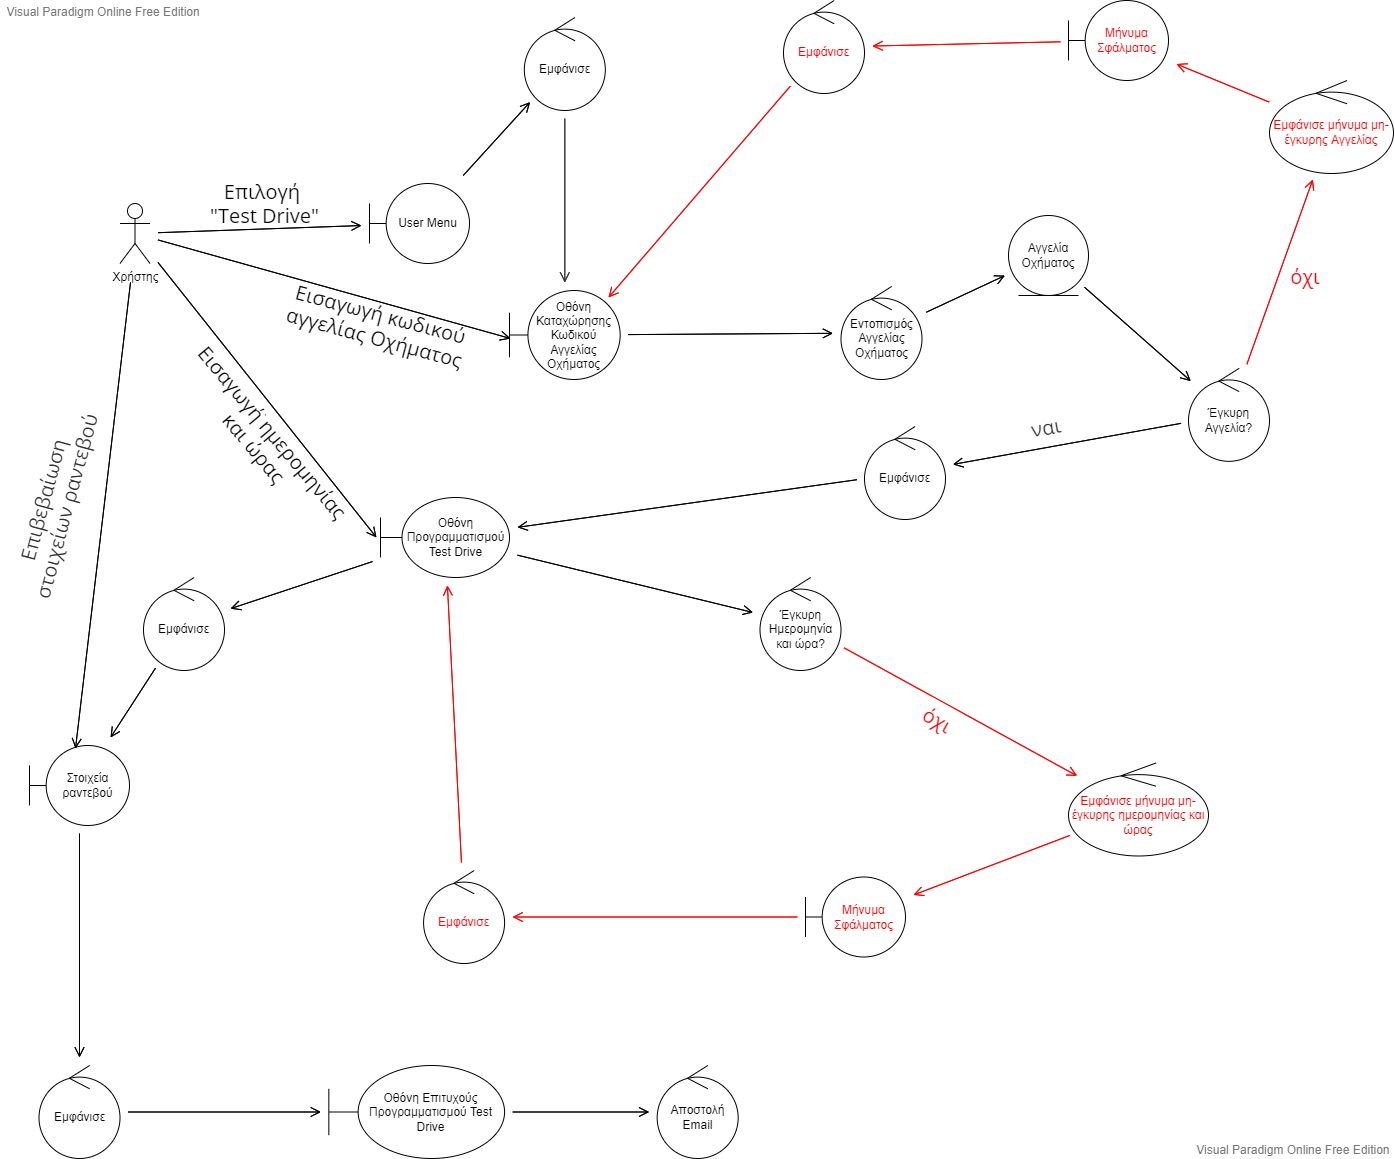 Visual Paradigm Online Free Edition
Εμφάνισε
Εμφάνισε
Μήνυμα
Σφάλματος
Εμφάνισε μήνυμα μη-
έγκυρης Αγγελίας
Επιλογή
"Test Drive"
User Menu
Χρήστης
Αγγελία
Οχήματος
όχι
Εισαγωγή κωδικού
αγγελίας Οχήματος
Οθόνη
Καταχώρησης
Κωδικού
Αγγελίας
Οχήματος
Εντοπισμός
Αγγελίας
Οχήματος
Έγκυρη
Αγγελία?
ναι
Εισαγωγή ημερομηνίας
και ώρας
Επιβεβαίωση
στοιχείων ραντεβού
Εμφάνισε
Οθόνη
Προγραμματισμού
Test Drive
Εμφάνισε
Έγκυρη
Ημερομηνία
και ώρα?
όχι
Στοιχεία
ραντεβού
Εμφάνισε μήνυμα μη-
έγκυρης ημερομηνίας και
ώρας
Εμφάνισε
Μήνυμα
Σφάλματος
Εμφάνισε
Οθόνη Επιτυχούς
Προγραμματισμού Test
Drive
Αποστολή
Email
Visual Paradigm Online Free Edition